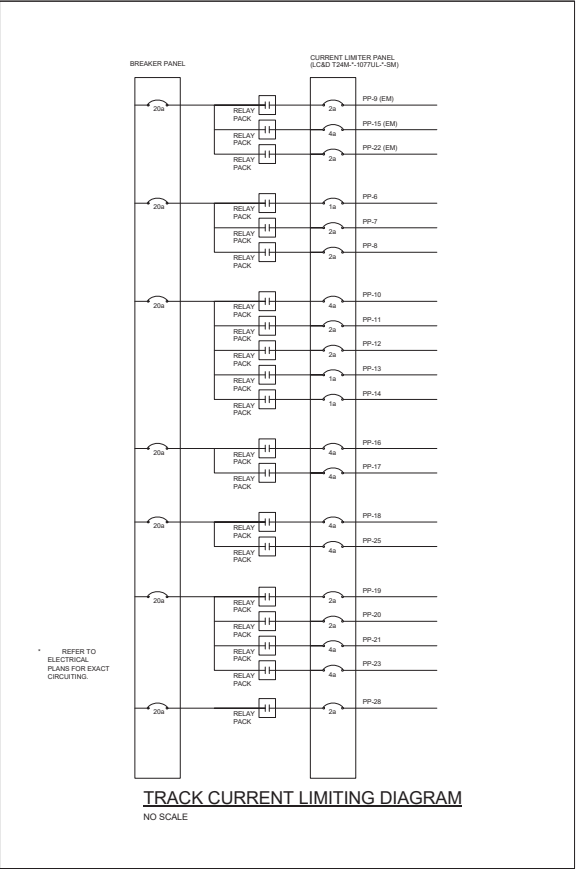 BREAKER PANEL
CURRENT LIMITER PANEL
(LC&D T24M-*-1077UL-*-SM)
20a
RELAY
PACK
2a
PP-9 (EM)
RELAY
PACK
4a
PP-15 (EM)
RELAY
PACK
2a
PP-22 (EM)
20a
RELAY
PACK
1a
PP-6
RELAY
PACK
2a
PP-7
RELAY
PACK
2a
PP-8
20a
RELAY
PACK
4a
PP-10
RELAY
PACK
2a
PP-11
RELAY
PACK
2a
PP-12
RELAY
PACK
1a
PP-13
RELAY
PACK
1a
PP-14
20a
RELAY
PACK
4a
PP-16
RELAY
PACK
4a
PP-17
20a
RELAY
PACK
4a
PP-18
RELAY
PACK
4a
PP-25
20a
RELAY
PACK
2a
PP-19
RELAY
PACK
2a
PP-20
RELAY
PACK
4a
PP-21
RELAY
PACK
4a
PP-23
20a
RELAY
PACK
2a
PP-28
* REFER TO
ELECTRICAL
PLANS FOR EXACT
CIRCUITING.
TRACK CURRENT LIMITING DIAGRAM
NO SCALE